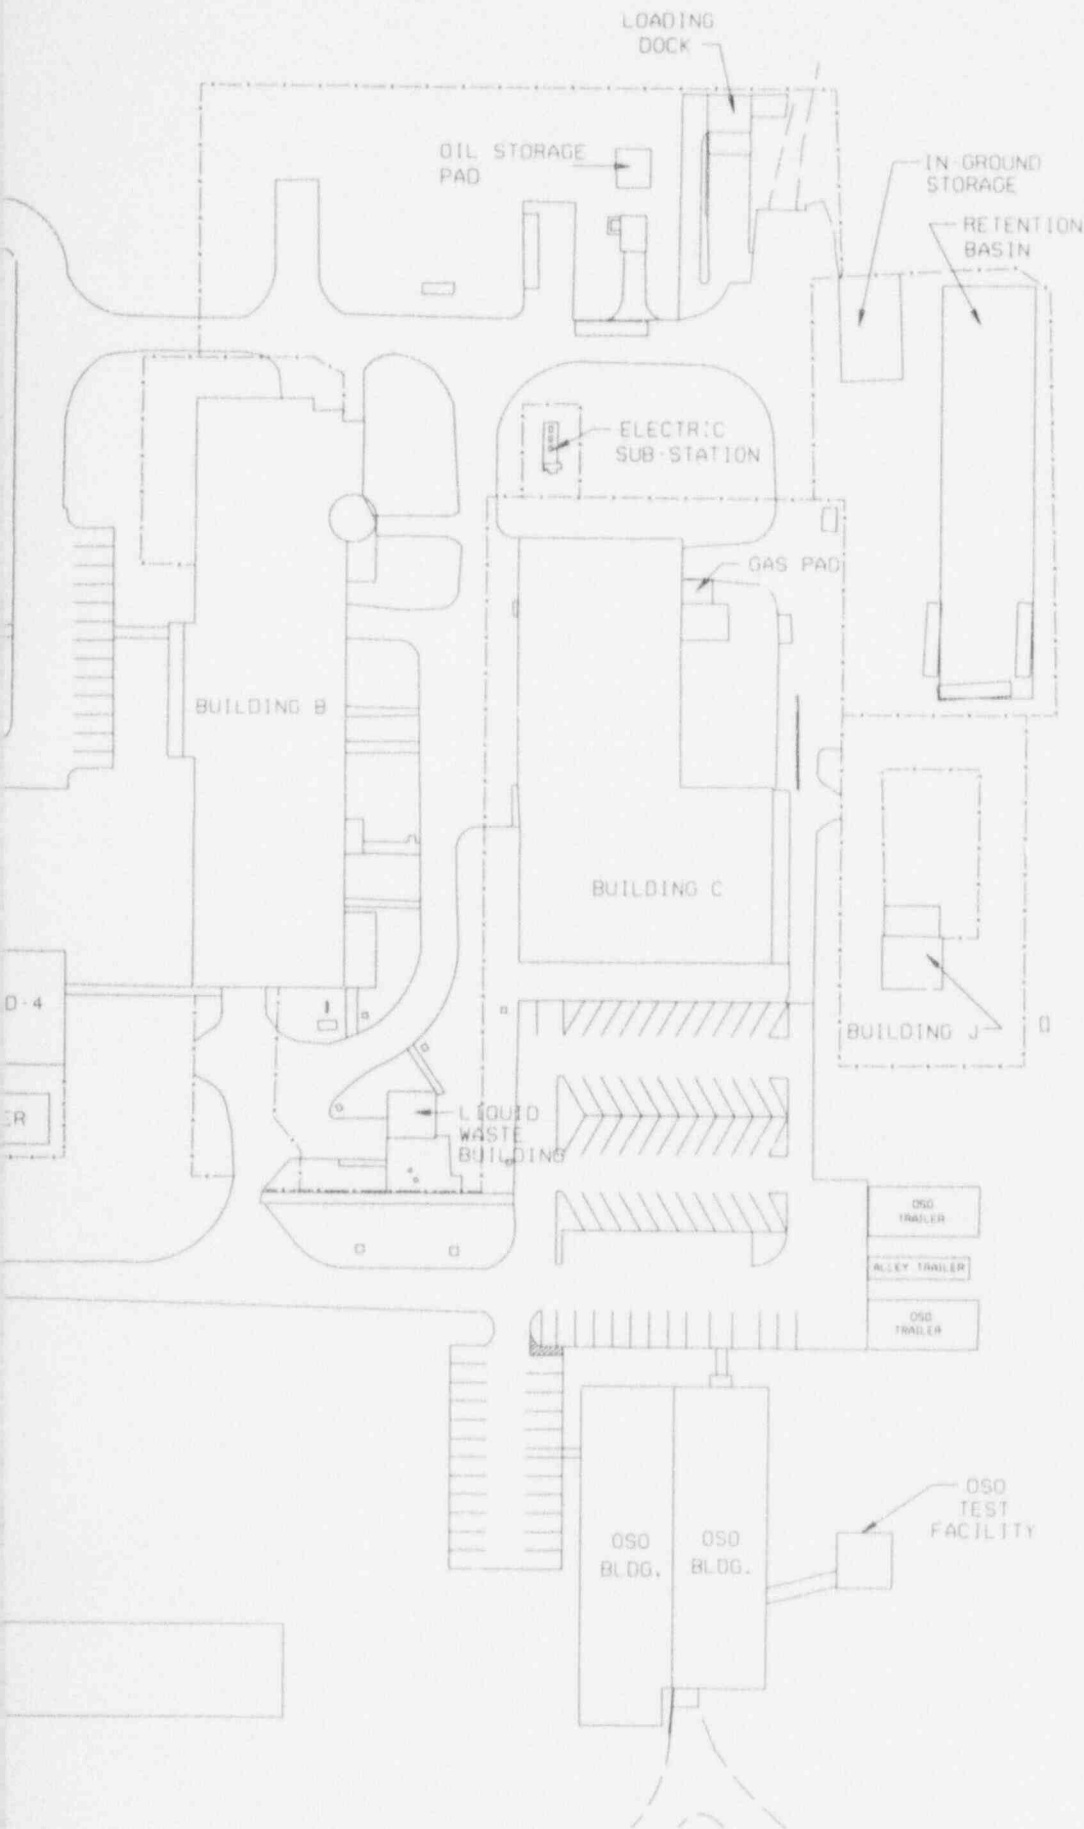 LOADING
DOCK
OIL STORAGE
PAD
IN-GROUND
STORAGE
RETENTION
BASIN
ELECTRIC
SUB-STATION
GAS PAD
BUILDING B
BUILDING C
D-4
BUILDING J
ER
LIQUID
WASTE
BUILDING
OSO
TRAILER
ALLEY TRAILER
OSO
TRAILER
OSO
TEST
FACILITY
OSO
BLDG.
OSO
BLDG.